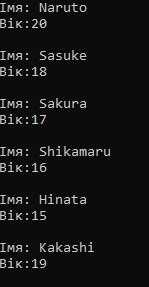 Імя: Naruto
Вік:20
Імя: Sasuke
Вік:18
Імя: Sakura
Вік:17
Імя: Shikamaru
Вік:16
Імя: Hinata
Вік:15
Імя: Kakashi
Вік:19